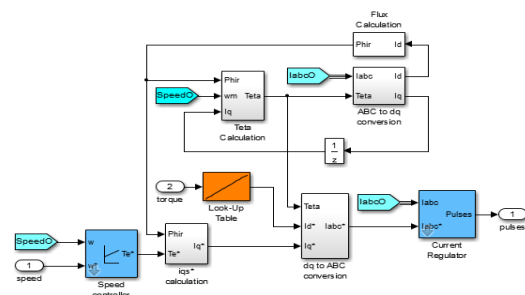 Flux
Calculation
Phir Id
IabcO
Iabc Id
Teta Iq
ABC to dq
conversion
SpeedO
Phir
wm Teta
Iq
Teta
Calculation
1
z
2
torque
Look-Up
Table
Teta
Id* Iabc*
Iq*
dq to ABC
conversion
IabcO
Iabc
Pulses
Iabc*
Current
Regulator
1
pulses
SpeedO
w
Te*
w*
Speed
controller
1
speed
Phir
Iq*
Te*
iqs*
calculation